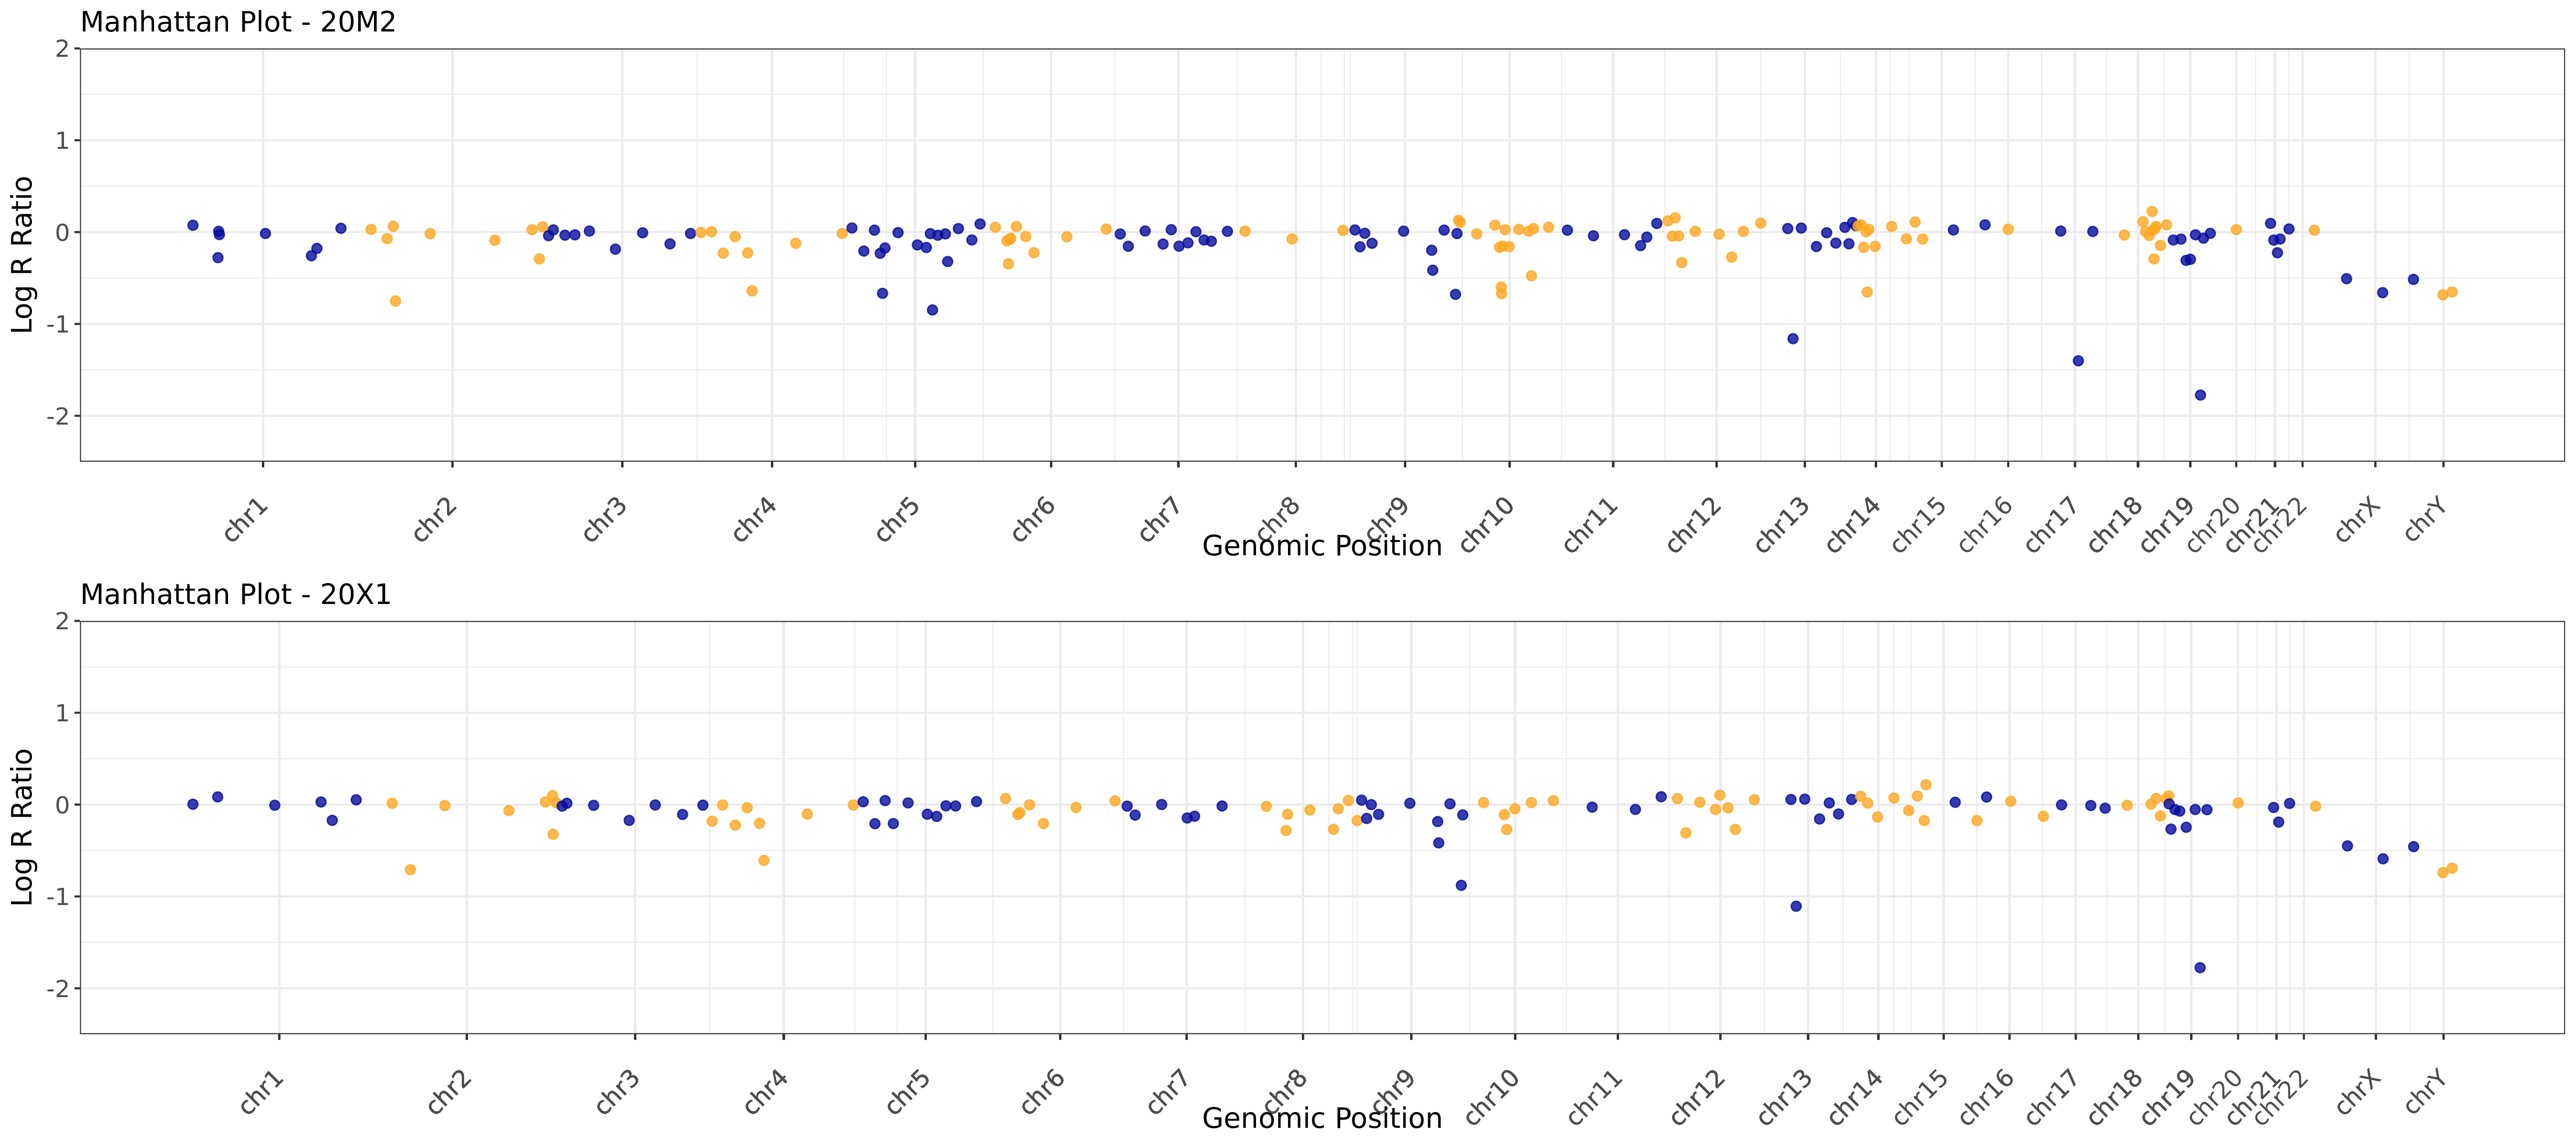 Manhattan Plot - 20M2
2
1
0
-1
-2
Log R Ratio
chr1 chr2 chr3 chr4 chr5 chr6 chr7 chr8 chr9 chr10 chr11 chr12 chr13 chr14 chr15 chr16 chr17 chr18 chr19 chr20 chr21 chr22 chrX chrY
Genomic Position
Manhattan Plot - 20X1
2
1
0
-1
-2
Log R Ratio
chr1 chr2 chr3 chr4 chr5 chr6 chr7 chr8 chr9 chr10 chr11 chr12 chr13 chr14 chr15 chr16 chr17 chr18 chr19 chr20 chr21 chr22 chrX chrY
Genomic Position